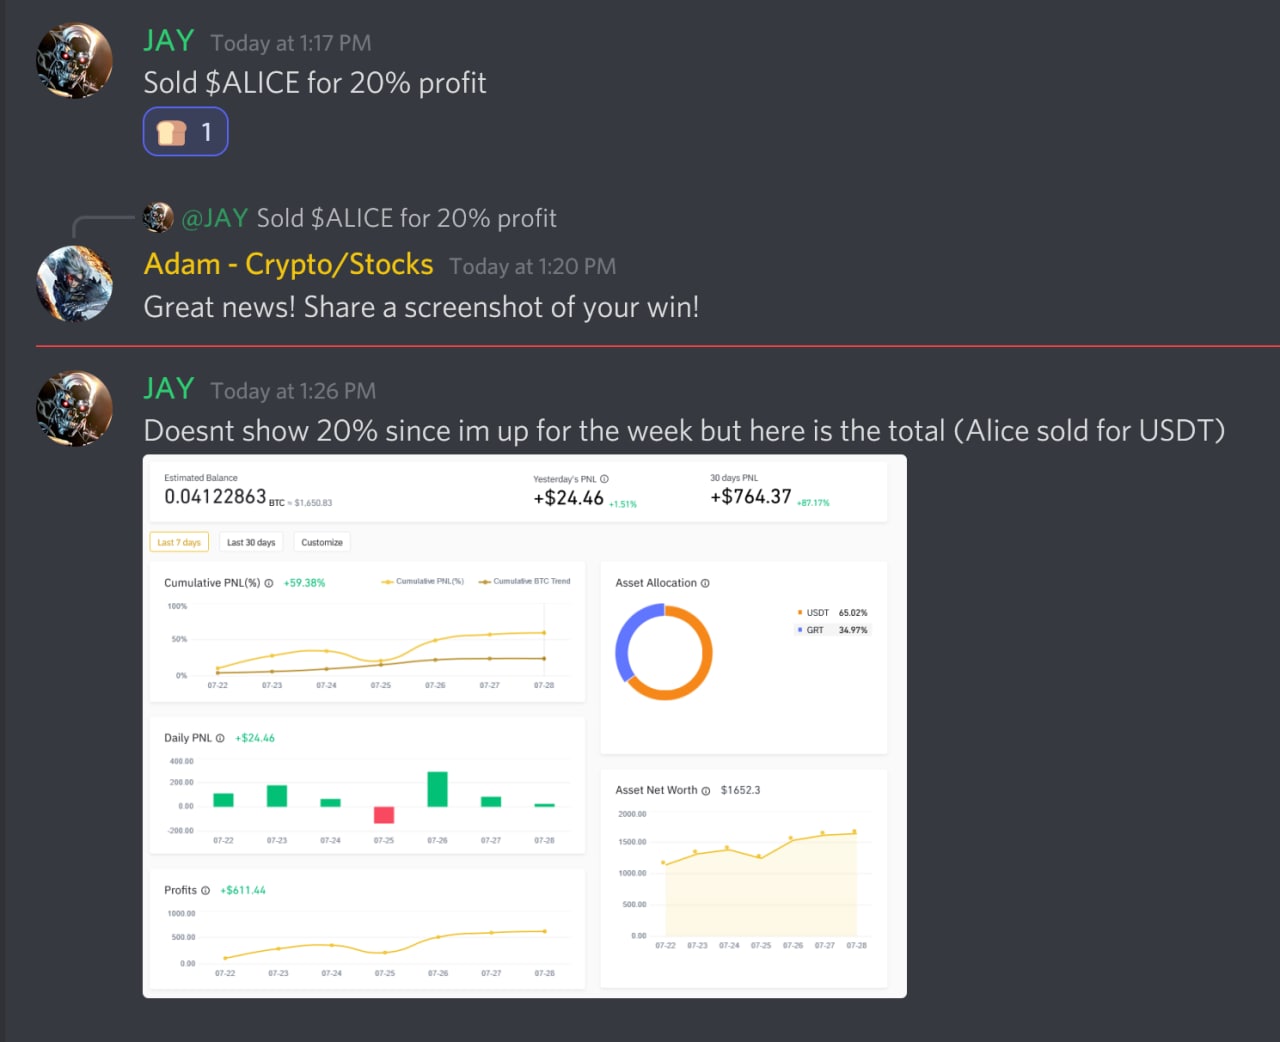 JAY Today at 1:17 PM
Sold $ALICE for 20% profit
1
@JAY Sold $ALICE for 20% profit
Adam - Crypto/Stocks Today at 1:20 PM
Great news! Share a screenshot of your win!
JAY Today at 1:26 PM
Doesnt show 20% since im up for the week but here is the total (Alice sold for USDT)
Estimated Balance
0.04122863 BTC ≈ $1,650.83
Yesterday's PNL
+$24.46 +1.51%
30 days PNL
+$764.37 +87.17%
Last 7 days Last 30 days Customize
Cumulative PNL(%) +59.38% Cumulative PNL(%) Cumulative BTC Trend
100%
50%
0%
07-22 07-23 07-24 07-25 07-26 07-27 07-28
Asset Allocation
USDT 65.02%
GRT 34.97%
Daily PNL +$24.46
400.00
200.00
0.00
-200.00
07-22 07-23 07-24 07-25 07-26 07-27 07-28
Asset Net Worth $1652.3
2000.00
1500.00
1000.00
500.00
0.00
07-22 07-23 07-24 07-25 07-26 07-27 07-28
Profits +$611.44
1000.00
500.00
0.00
07-22 07-23 07-24 07-25 07-26 07-27 07-28